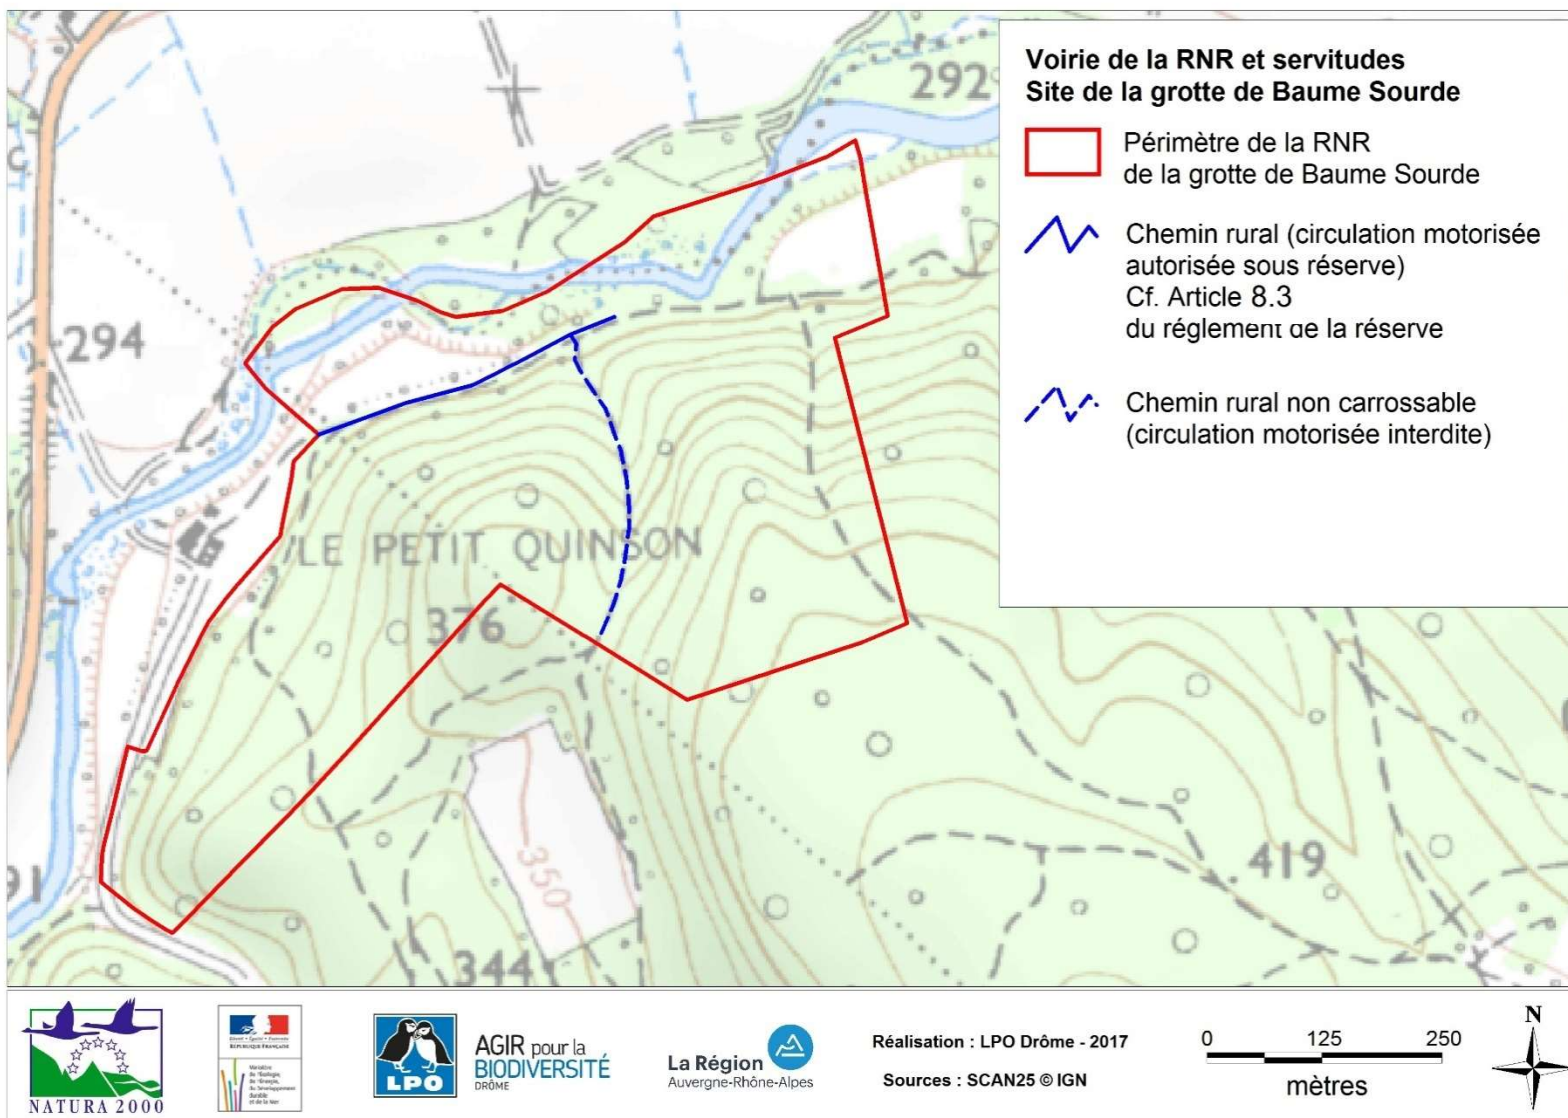 Voirie de la RNR et servitudes
Site de la grotte de Baume Sourde
Périmètre de la RNR
de la grotte de Baume Sourde
Chemin rural (circulation motorisée
autorisée sous réserve)
Cf. Article 8.3
du réglement de la réserve
Chemin rural non carrossable
(circulation motorisée interdite)
292
294
LE PETIT QUINSON
376
350
419
91
344
NATURA 2000
RÉPUBLIQUE FRANÇAISE
LPO
AGIR pour la
BIODIVERSITÉ
DRÔME
La Région
Auvergne-Rhône-Alpes
Réalisation : LPO Drôme - 2017
Sources : SCAN25 © IGN
0 125 250
mètres
N